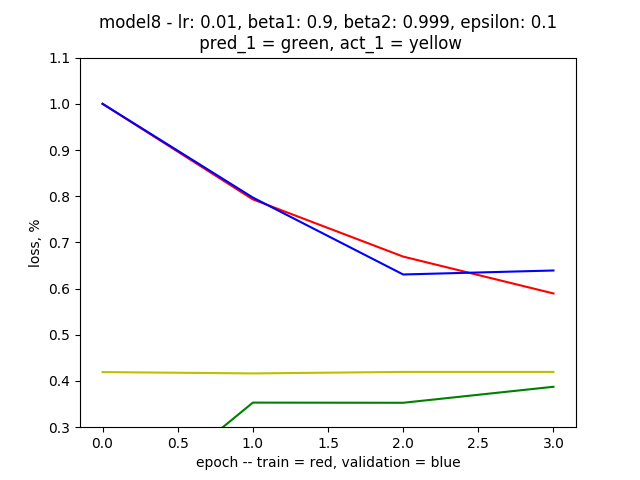 model8 - lr: 0.01, beta1: 0.9, beta2: 0.999, epsilon: 0.1
pred_1 = green, act_1 = yellow
1.1
1.0
0.9
0.8
0.7
0.6
0.5
0.4
0.3
loss, %
0.0 0.5 1.0 1.5 2.0 2.5 3.0
epoch -- train = red, validation = blue